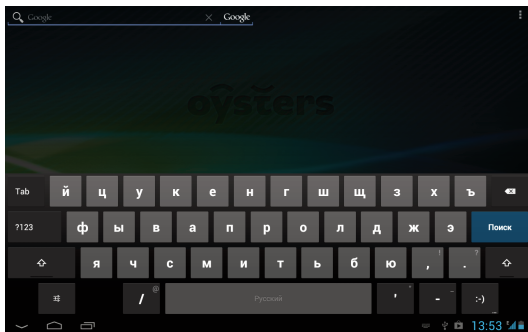 Google × Google
oysters
Tab й ц у к е н г ш щ з х ъ
?123 ф ы в а п р о л д ж э Поиск
я ч с м и т ь б ю , ! . ?
/ @ Русский ' " - _ :-)
13:53